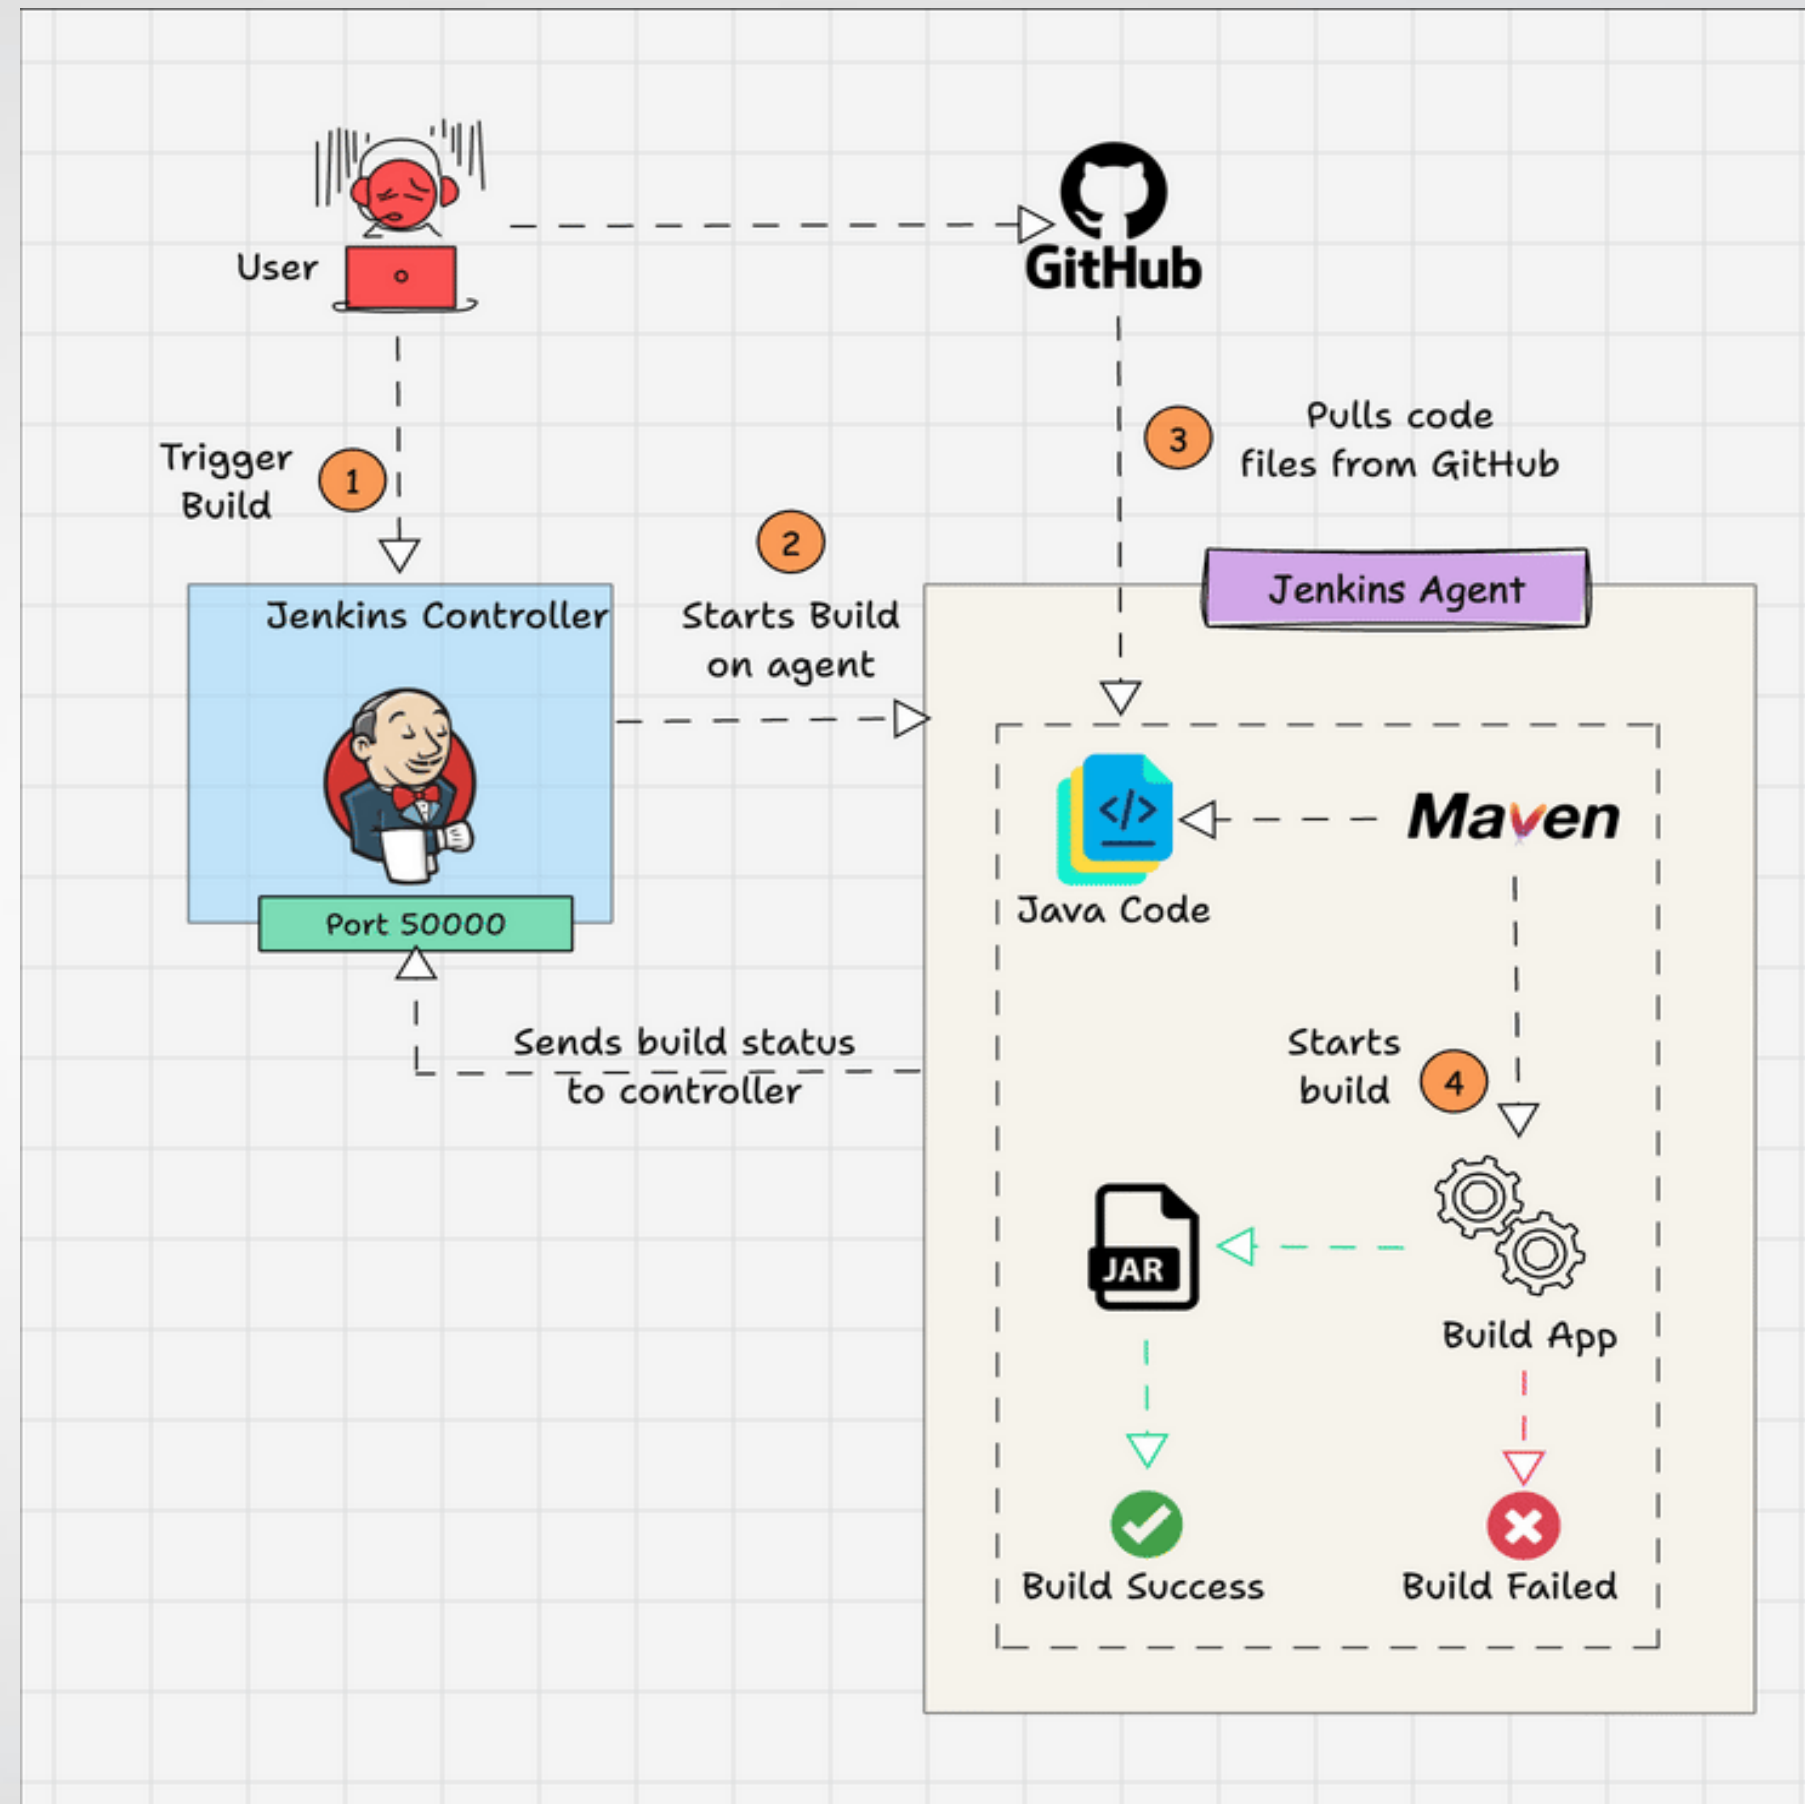 User
GitHub
Trigger
Build
1
3
Pulls code
files from GitHub
2
Starts Build
on agent
Jenkins Controller
Jenkins Agent
Port 50000
Maven
Java Code
Sends build status
to controller
Starts
build
4
JAR
Build App
Build Success
Build Failed